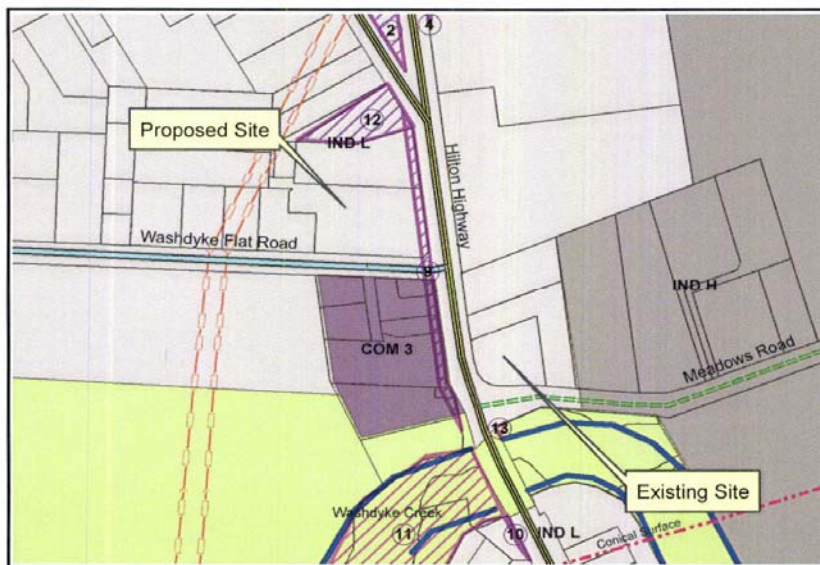 2
4
12
Proposed Site
IND L
Hilton Highway
Washdyke Flat Road
9
IND H
COM 3
Meadows Road
13
Existing Site
Washdyke Creek
11
10
IND L
Conical Surface